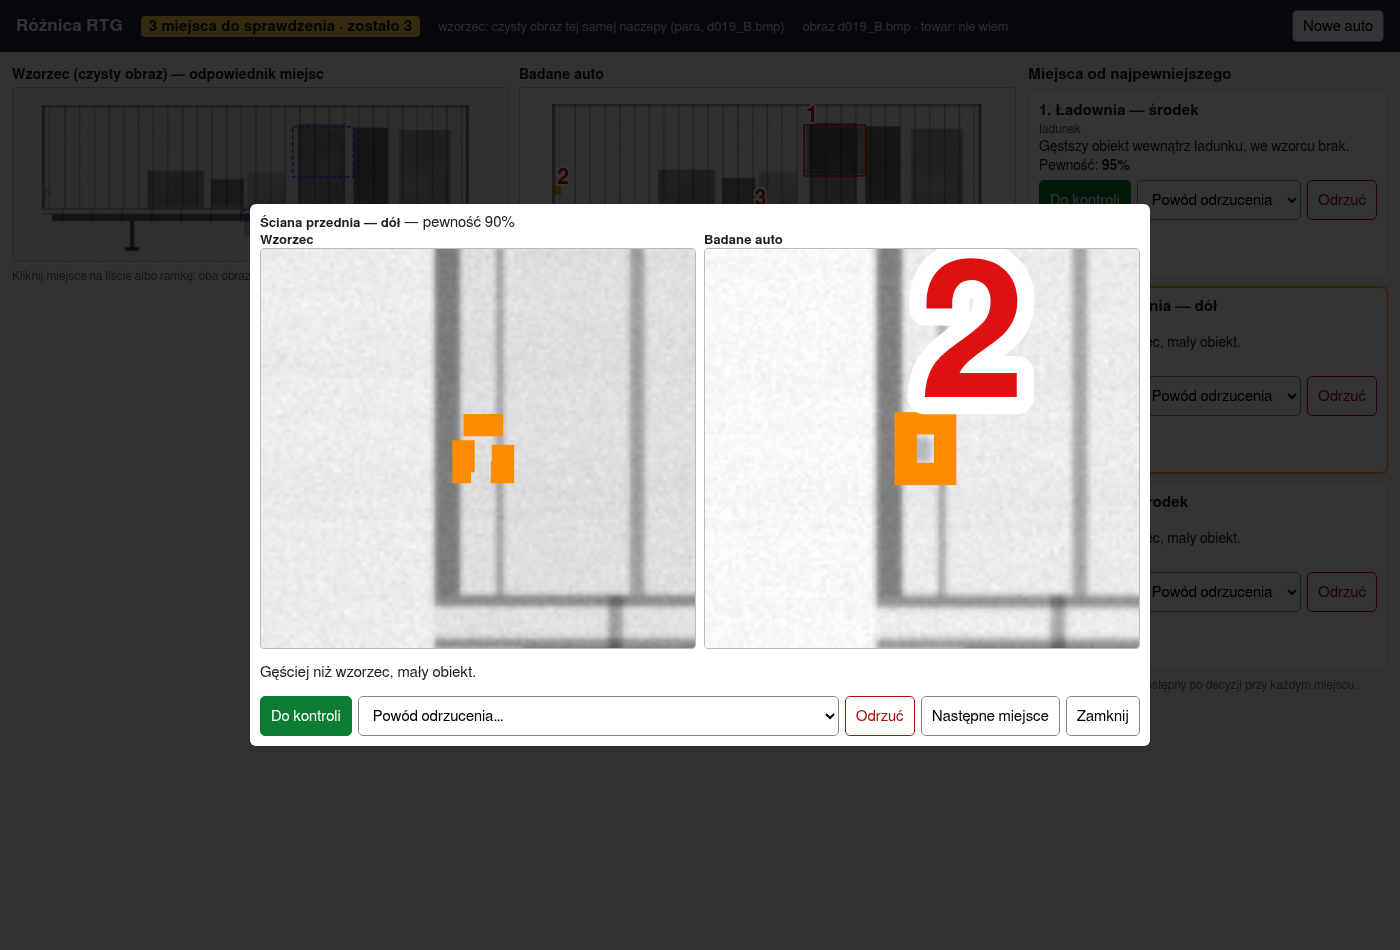 Różnica RTG
3 miejsca do sprawdzenia · zostało 3
wzorzec: czysty obraz tej samej naczepy (para, d019_B.bmp)
obraz d019_B.bmp · towar: nie wiem
Nowe auto
Wzorzec (czysty obraz) — odpowiednik miejsc
Badane auto
1
2
3
Kliknij miejsce na liście albo ramkę: oba obraz
Miejsca od najpewniejszego
1. Ładownia — środek
ładunek
Gęstszy obiekt wewnątrz ładunku, we wzorcu brak.
Pewność: 95%
Do kontroli
Powód odrzucenia
Odrzuć
nia — dół
ec, mały obiekt.
Powód odrzucenia
Odrzuć
rodek
ec, mały obiekt.
Powód odrzucenia
Odrzuć
stępny po decyzji przy każdym miejscu.
Ściana przednia — dół — pewność 90%
Wzorzec
Badane auto
2
Gęściej niż wzorzec, mały obiekt.
Do kontroli
Powód odrzucenia...
Odrzuć
Następne miejsce
Zamknij